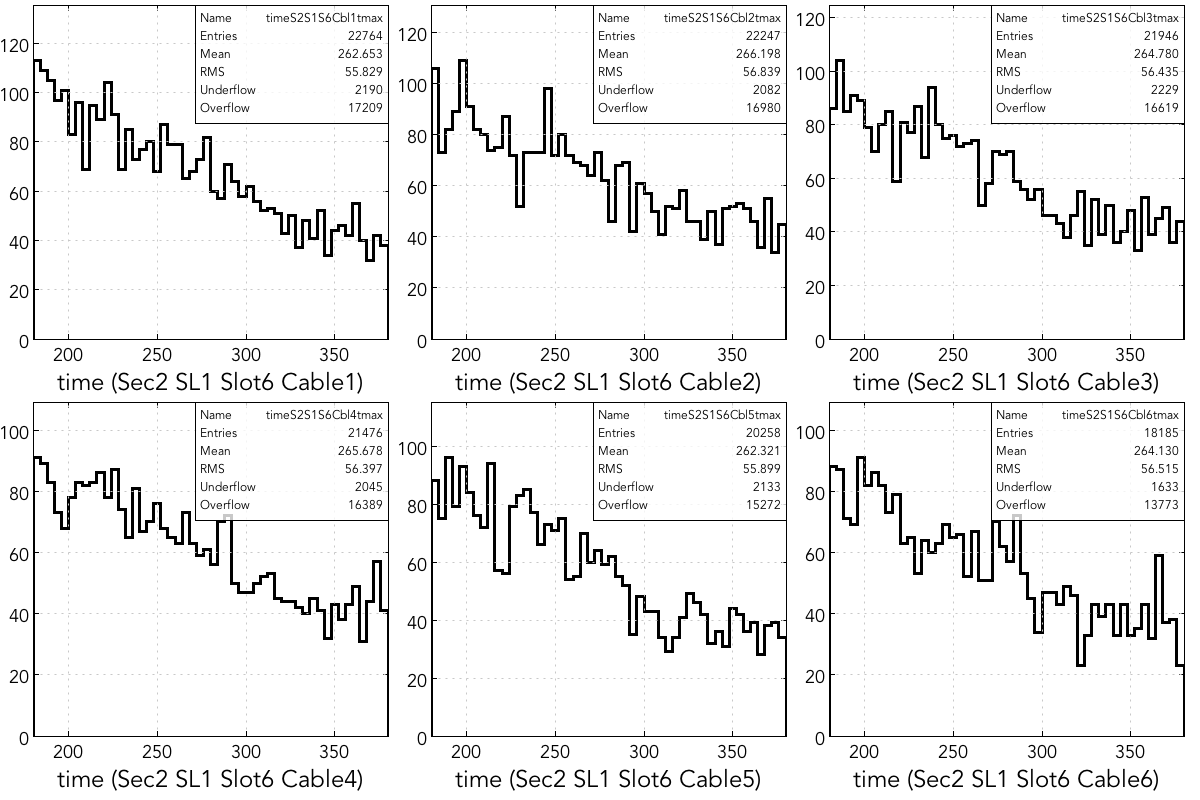 Name timeS2S1S6Cbl1tmax
Entries 22764
Mean 262.653
RMS 55.829
Underflow 2190
Overflow 17209
120
100
80
60
40
20
0
200 250 300 350
time (Sec2 SL1 Slot6 Cable1)
Name timeS2S1S6Cbl2tmax
Entries 22247
Mean 266.198
RMS 56.839
Underflow 2082
Overflow 16980
120
100
80
60
40
20
0
200 250 300 350
time (Sec2 SL1 Slot6 Cable2)
Name timeS2S1S6Cbl3tmax
Entries 21946
Mean 264.780
RMS 56.435
Underflow 2229
Overflow 16619
120
100
80
60
40
20
0
200 250 300 350
time (Sec2 SL1 Slot6 Cable3)
Name timeS2S1S6Cbl4tmax
Entries 21476
Mean 265.678
RMS 56.397
Underflow 2045
Overflow 16389
100
80
60
40
20
0
200 250 300 350
time (Sec2 SL1 Slot6 Cable4)
Name timeS2S1S6Cbl5tmax
Entries 20258
Mean 262.321
RMS 55.899
Underflow 2133
Overflow 15272
100
80
60
40
20
0
200 250 300 350
time (Sec2 SL1 Slot6 Cable5)
Name timeS2S1S6Cbl6tmax
Entries 18185
Mean 264.130
RMS 56.515
Underflow 1633
Overflow 13773
100
80
60
40
20
0
200 250 300 350
time (Sec2 SL1 Slot6 Cable6)